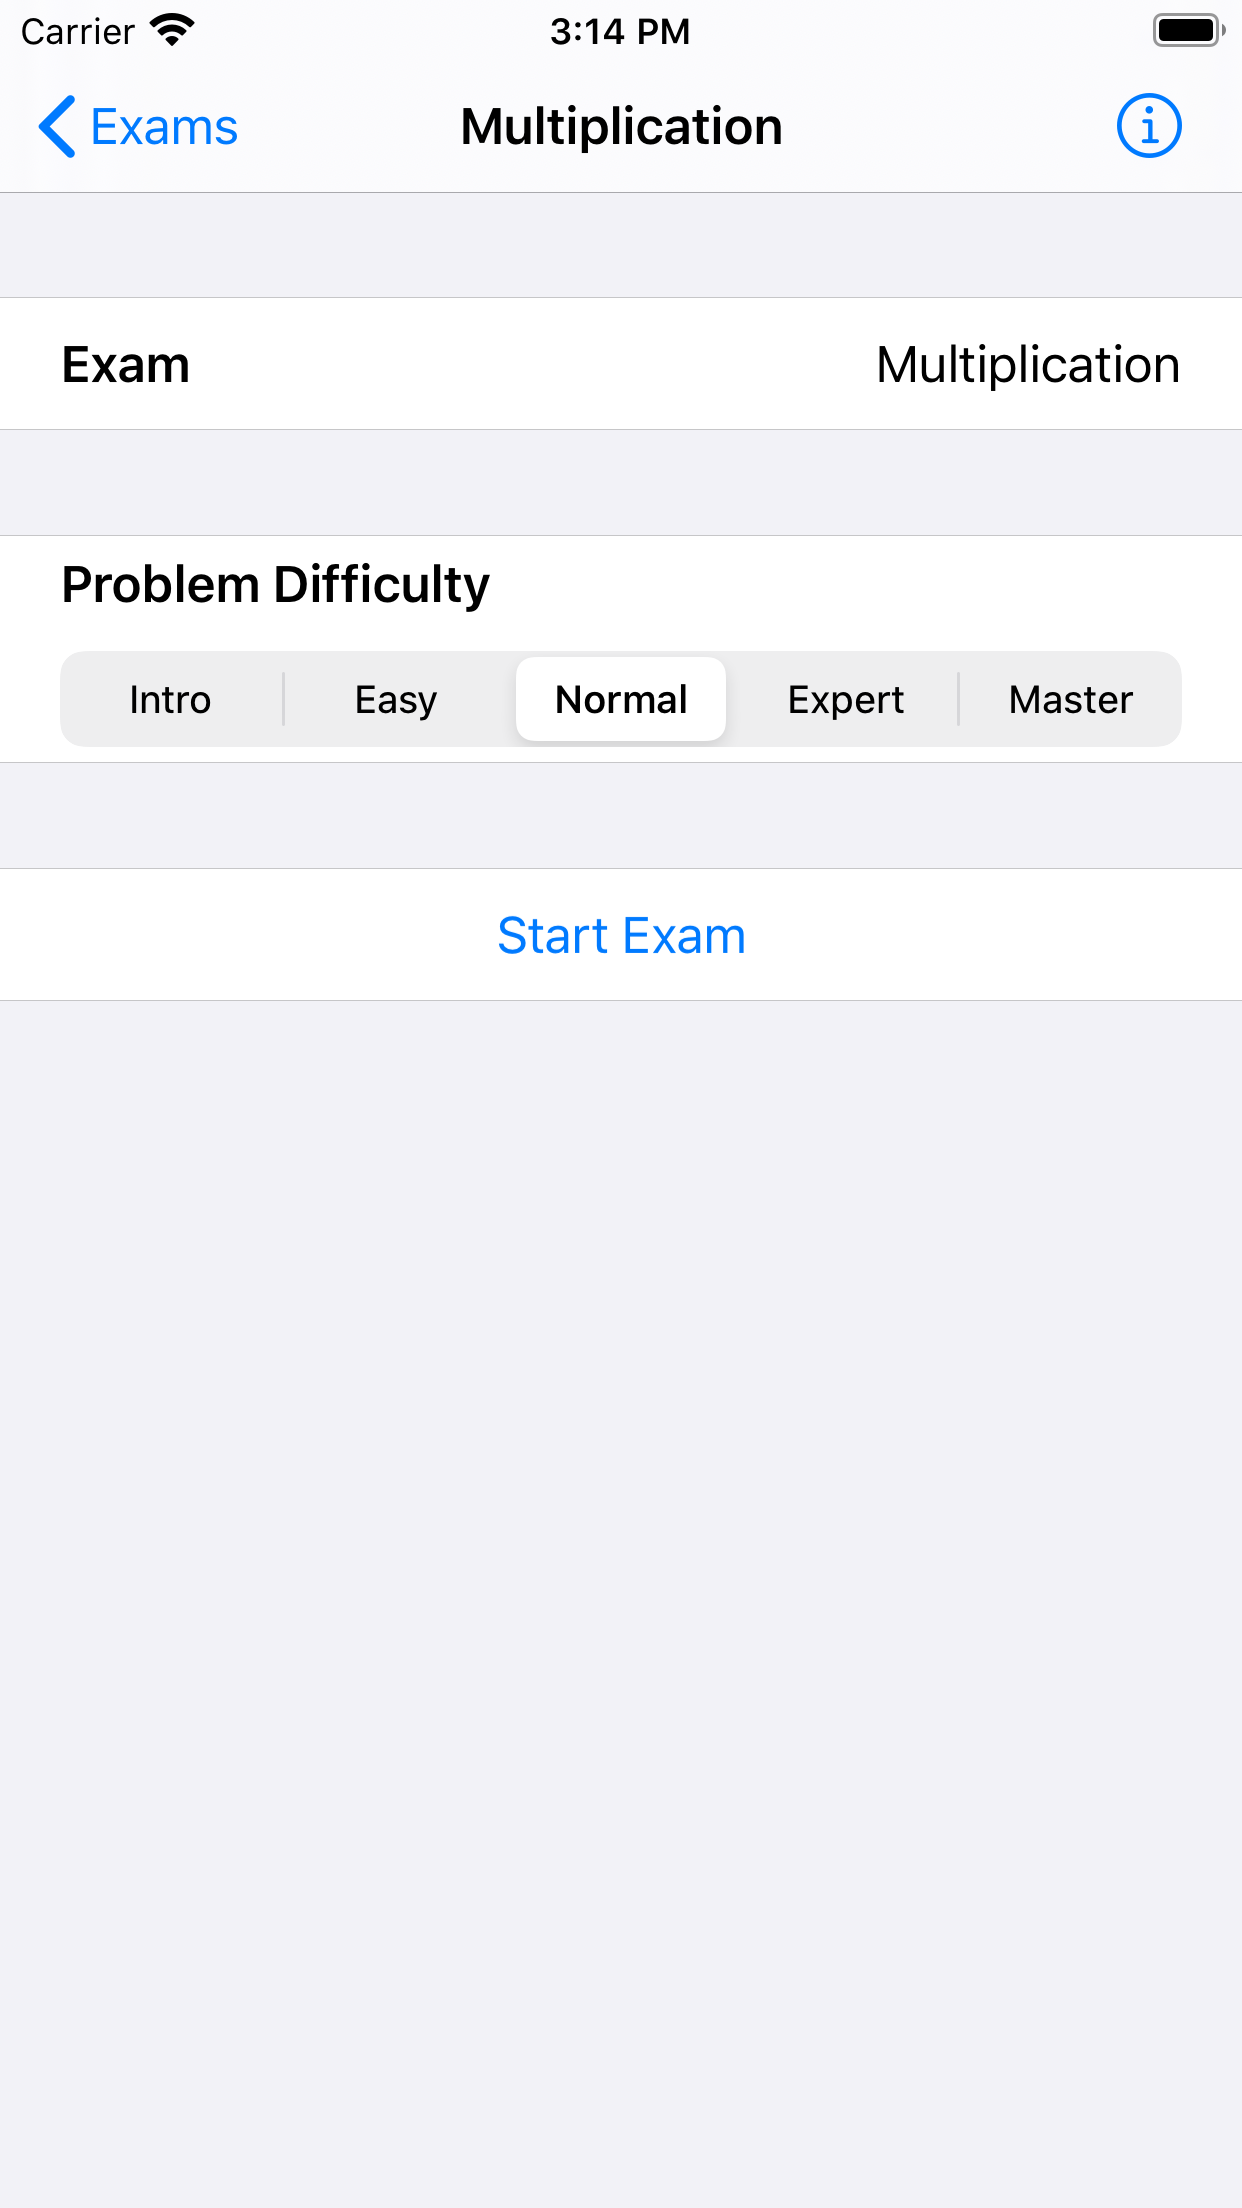 Carrier 3:14 PM
Exams Multiplication
Exam Multiplication
Problem Difficulty
Intro Easy Normal Expert Master
Start Exam